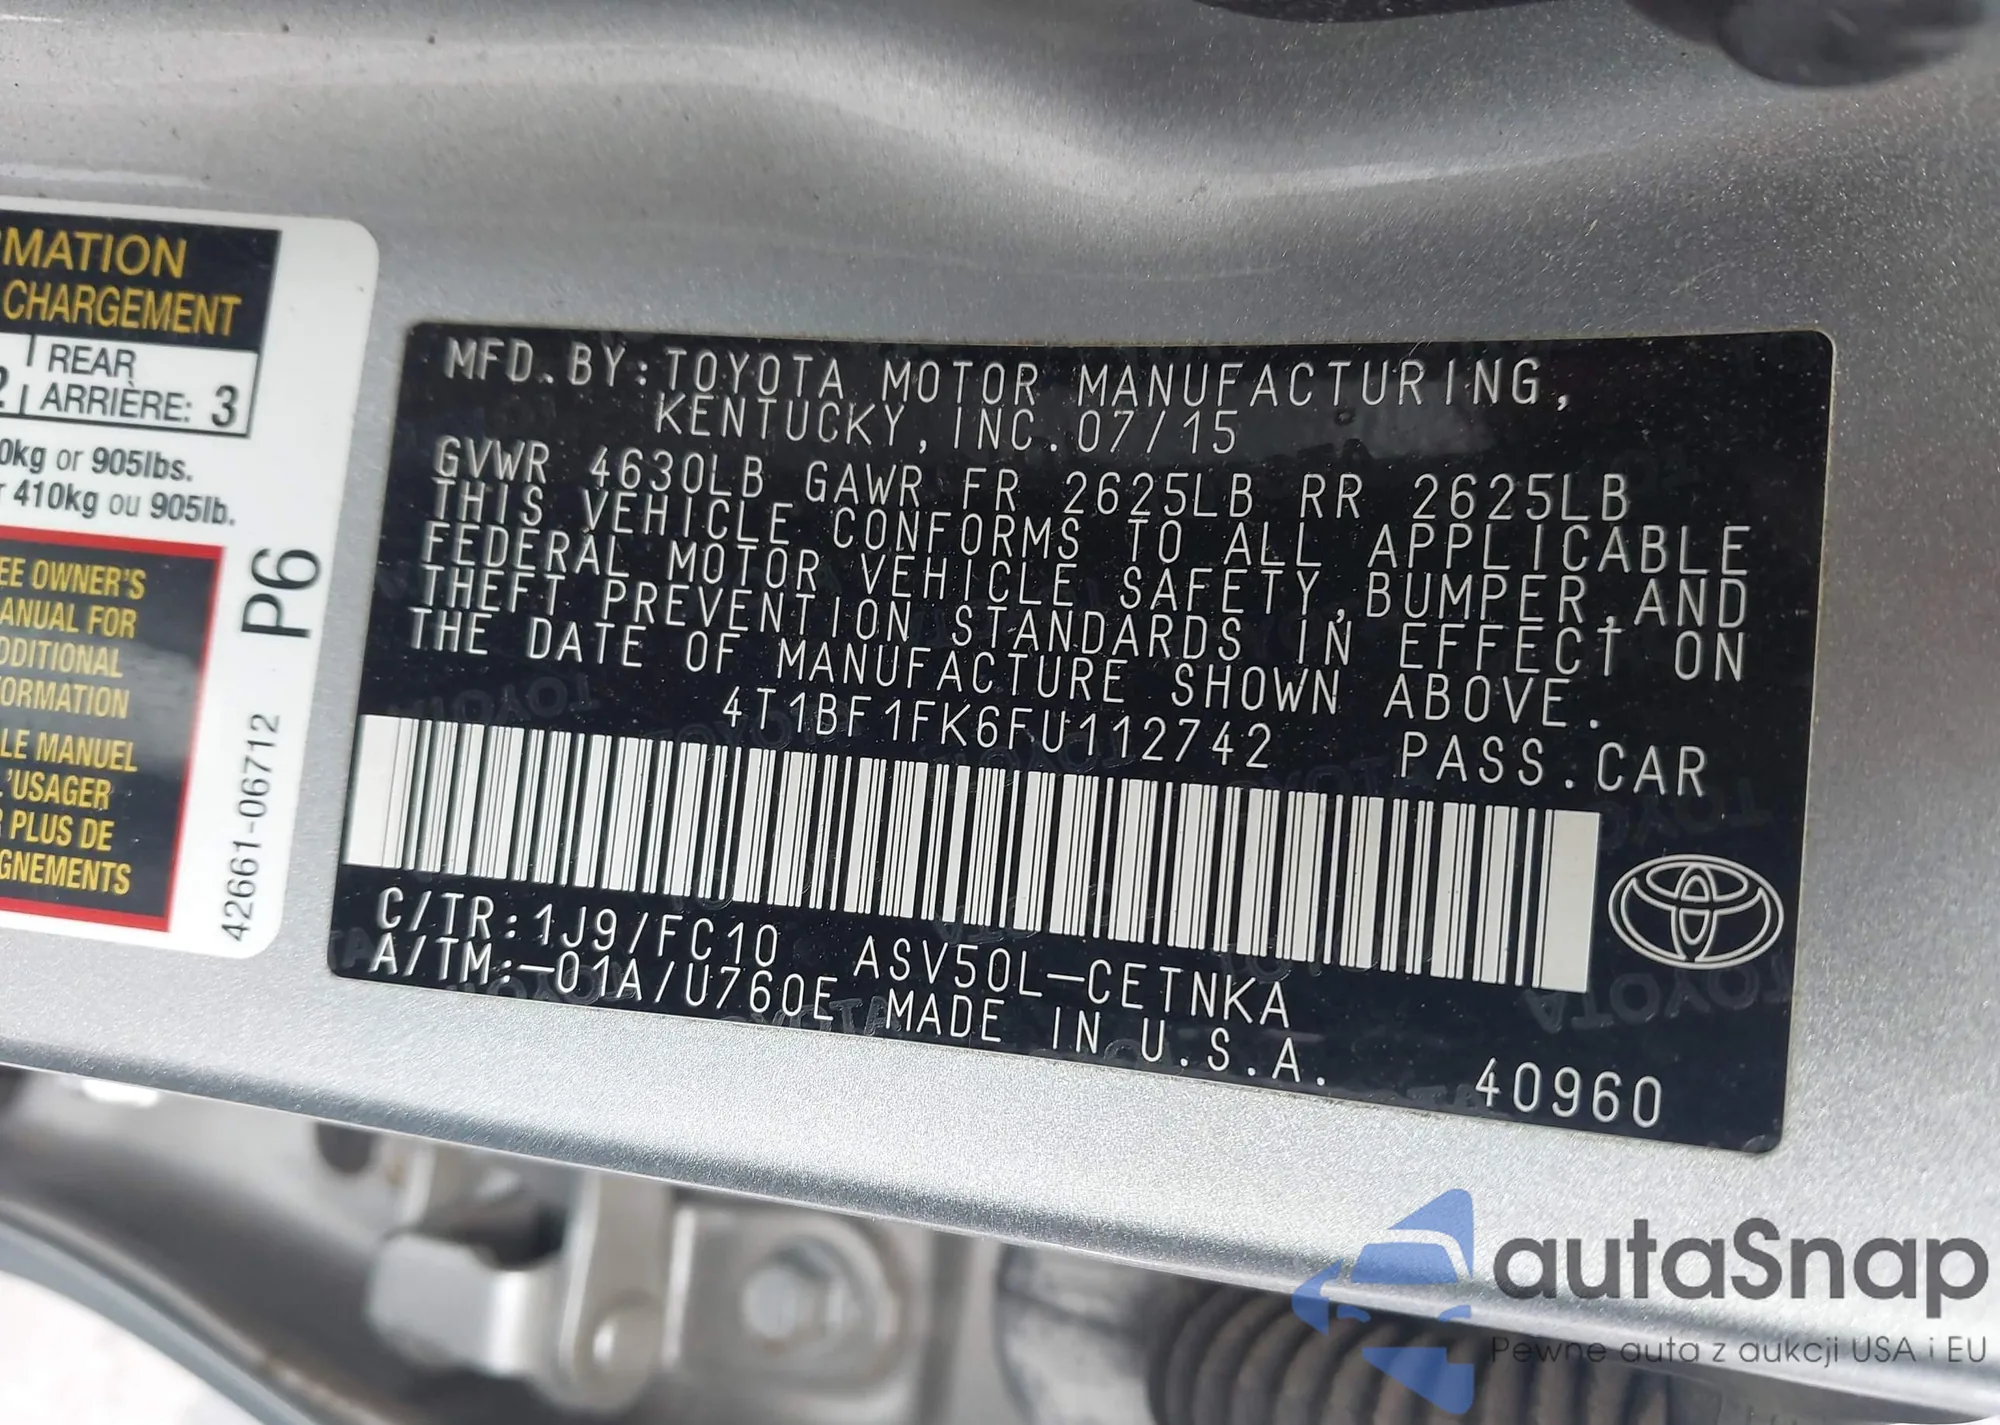 RMATION
CHARGEMENT
REAR
ARRIÈRE: 3
0kg or 905lbs.
410kg ou 905lb.
EE OWNER'S
ANUAL FOR
DDITIONAL
FORMATION
LE MANUEL
'USAGER
PLUS DE
GNEMENTS
42661-06712 P6
MFD.BY:TOYOTA MOTOR MANUFACTURING,
KENTUCKY,INC.07/15
GVWR 4630LB GAWR FR 2625LB RR 2625LB
THIS VEHICLE CONFORMS TO ALL APPLICABLE
FEDERAL MOTOR VEHICLE SAFETY,BUMPER,AND
THEFT PREVENTION STANDARDS IN EFFECT ON
THE DATE OF MANUFACTURE SHOWN ABOVE.
4T1BF1FK6FU112742 PASS.CAR
C/TR:1J9/FC10 ASV50L-CETNKA
A/TM:-01A/U760E MADE IN U.S.A.
40960
autaSnap
Pewne auta z aukcji USA i EU